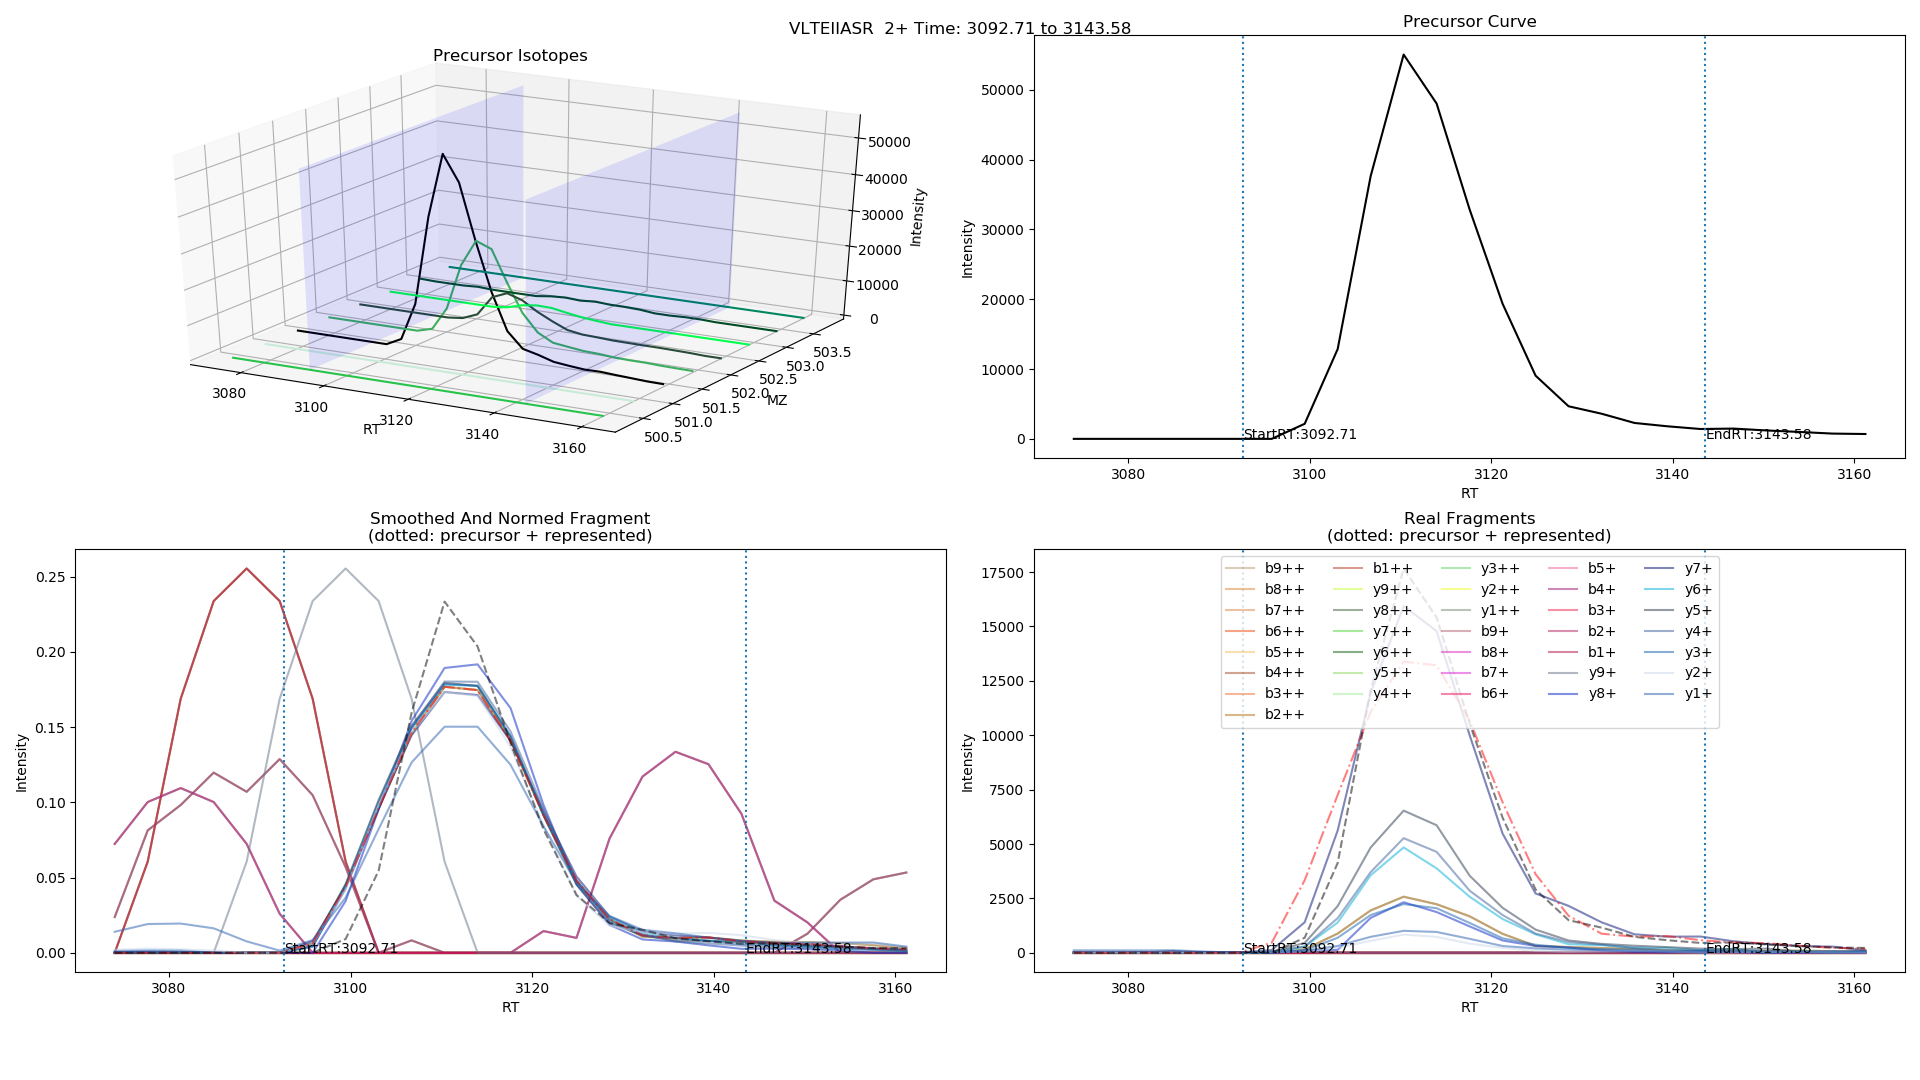 VLTEIIASR  2+ Time: 3092.71 to 3143.58
Precursor Isotopes
50000
40000
30000
20000
10000
0
Intensity
3080
3100
3120
3140
3160
RT
500.5
501.0
501.5
502.0
502.5
503.0
503.5
MZ
Precursor Curve
50000
40000
30000
20000
10000
0
Intensity
StartRT:3092.71
EndRT:3143.58
3080 3100 3120 3140 3160
RT
Smoothed And Normed Fragment
(dotted: precursor + represented)
0.25
0.20
0.15
0.10
0.05
0.00
Intensity
StartRT:3092.71
EndRT:3143.58
3080 3100 3120 3140 3160
RT
Real Fragments
(dotted: precursor + represented)
17500
15000
12500
10000
7500
5000
2500
0
Intensity
b9++ b1++ y3++ b5+ y7+
b8++ y9++ y2++ b4+ y6+
b7++ y8++ y1++ b3+ y5+
b6++ y7++ b9+ b2+ y4+
b5++ y6++ b8+ b1+ y3+
b4++ y5++ b7+ y9+ y2+
b3++ y4++ b6+ y8+ y1+
b2++
StartRT:3092.71
EndRT:3143.58
3080 3100 3120 3140 3160
RT